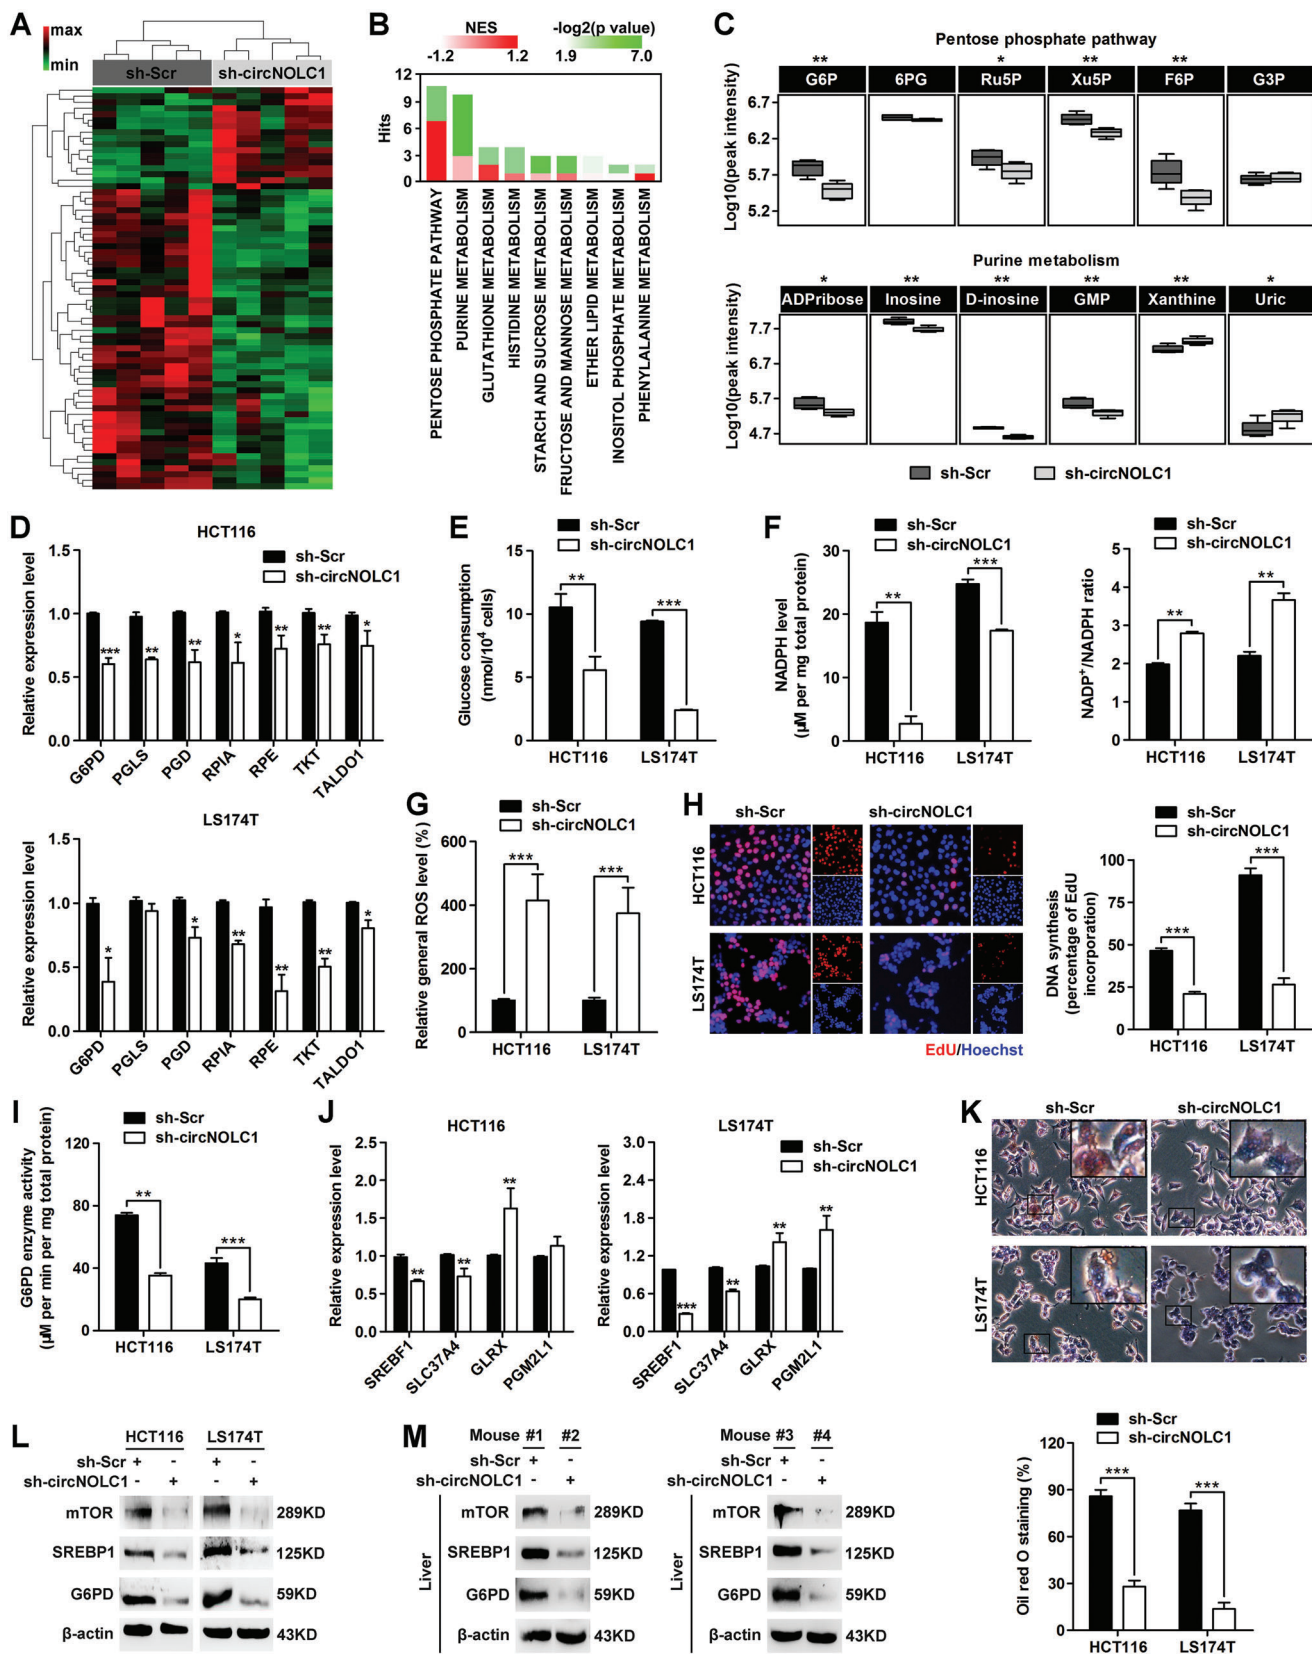 A
max
min
sh-Scr
sh-circNOLC1
B
NES
-1.2
1.2
-log2(p value)
1.9
7.0
Hits
12
9
6
3
0
PENTOSE PHOSPHATE PATHWAY
PURINE METABOLISM
GLUTATHIONE METABOLISM
HISTIDINE METABOLISM
STARCH AND SUCROSE METABOLISM
FRUCTOSE AND MANNOSE METABOLISM
ETHER LIPID METABOLISM
INOSITOL PHOSPHATE METABOLISM
PHENYLALANINE METABOLISM
C
Pentose phosphate pathway
** * ** **
G6P 6PG Ru5P Xu5P F6P G3P
Log10(peak intensity)
6.7
6.2
5.7
5.2
Purine metabolism
* ** ** ** ** *
ADPribose Inosine D-inosine GMP Xanthine Uric
Log10(peak intensity)
7.7
6.7
5.7
4.7
sh-Scr sh-circNOLC1
D
HCT116
sh-Scr
sh-circNOLC1
Relative expression level
1.5
1.0
0.5
0.0
*** ** ** * ** ** *
G6PD PGLS PGD RPIA RPE TKT TALDO1
LS174T
Relative expression level
1.5
1.0
0.5
0.0
* * ** ** ** *
G6PD PGLS PGD RPIA RPE TKT TALDO1
E
sh-Scr
sh-circNOLC1
Glucose consumption
(nmol/10⁴ cells)
15
10
5
0
** ***
HCT116 LS174T
F
sh-Scr
sh-circNOLC1
NADPH level
(µM per mg total protein)
30
20
10
0
** ***
HCT116 LS174T
sh-Scr
sh-circNOLC1
NADP⁺/NADPH ratio
5
4
3
2
1
0
** **
HCT116 LS174T
G
sh-Scr
sh-circNOLC1
Relative general ROS level (%)
600
400
200
0
*** ***
HCT116 LS174T
H
sh-Scr sh-circNOLC1
HCT116
LS174T
EdU/Hoechst
sh-Scr
sh-circNOLC1
DNA synthesis
(percentage of EdU
incorporation)
100
75
50
25
0
*** ***
HCT116 LS174T
I
sh-Scr
sh-circNOLC1
G6PD enzyme activity
(µM per min per mg total protein)
120
80
40
0
** ***
HCT116 LS174T
J
HCT116
Relative expression level
2.5
2.0
1.5
1.0
0.5
0.0
** ** **
SREBF1 SLC37A4 GLRX PGM2L1
LS174T
sh-Scr
sh-circNOLC1
Relative expression level
3.0
2.4
1.8
1.2
0.6
0.0
*** ** ** **
SREBF1 SLC37A4 GLRX PGM2L1
K
sh-Scr sh-circNOLC1
HCT116
LS174T
sh-Scr
sh-circNOLC1
Oil red O staining (%)
90
60
30
0
*** ***
HCT116 LS174T
L
HCT116 LS174T
sh-Scr + - + -
sh-circNOLC1 - + - +
mTOR 289KD
SREBP1 125KD
G6PD 59KD
β-actin 43KD
M
Mouse #1 #2
sh-Scr + -
sh-circNOLC1 - +
Liver
mTOR 289KD
SREBP1 125KD
G6PD 59KD
β-actin 43KD
Mouse #3 #4
sh-Scr + -
sh-circNOLC1 - +
Liver
mTOR 289KD
SREBP1 125KD
G6PD 59KD
β-actin 43KD